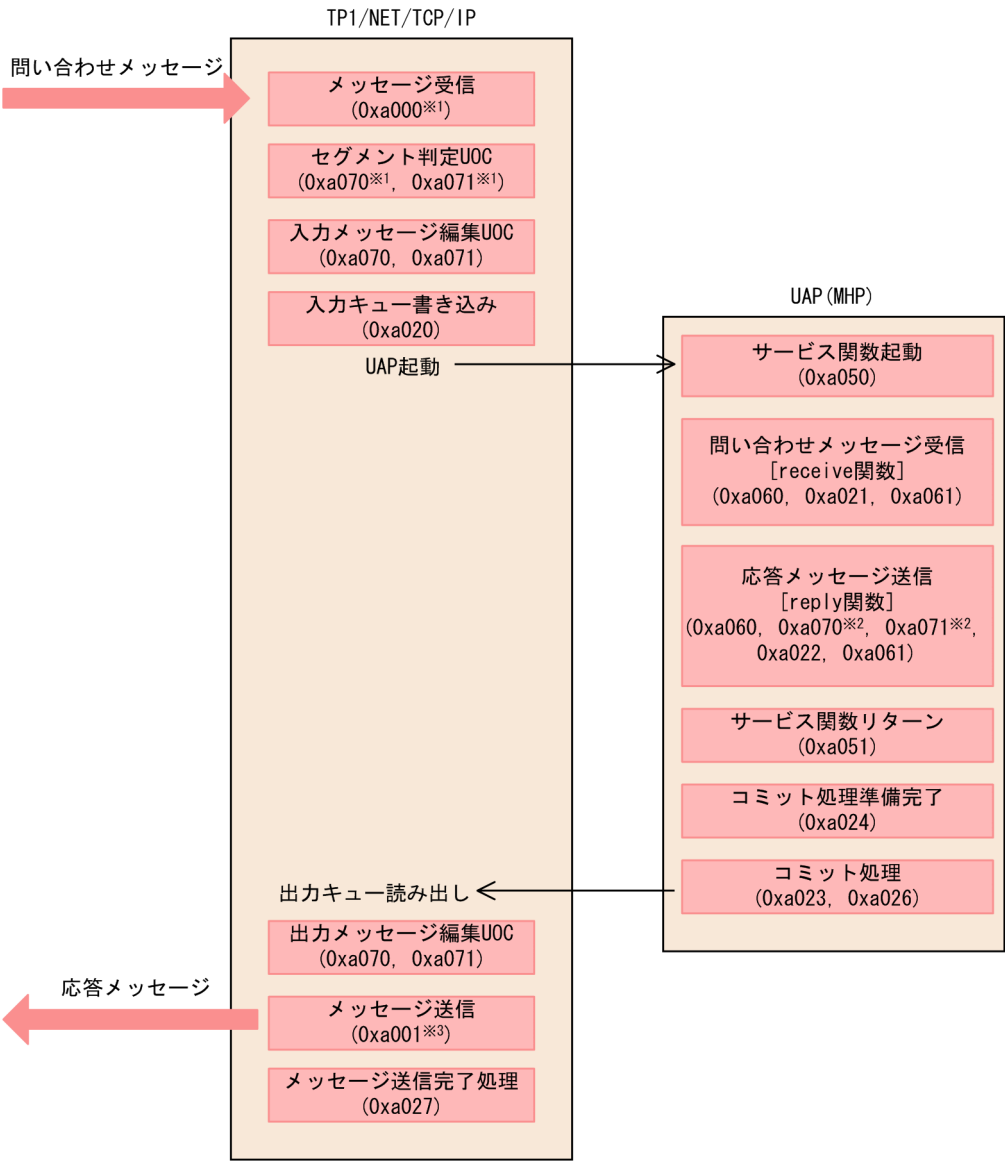 TP1/NET/TCP/IP
問い合わせメッセージ
メッセージ受信
(0xa000※1)
セグメント判定UOC
(0xa070※1, 0xa071※1)
入力メッセージ編集UOC
(0xa070, 0xa071)
入力キュー書き込み
(0xa020)
UAP起動
UAP(MHP)
サービス関数起動
(0xa050)
問い合わせメッセージ受信
[receive関数]
(0xa060, 0xa021, 0xa061)
応答メッセージ送信
[reply関数]
(0xa060, 0xa070※2, 0xa071※2,
0xa022, 0xa061)
サービス関数リターン
(0xa051)
コミット処理準備完了
(0xa024)
コミット処理
(0xa023, 0xa026)
出力キュー読み出し
出力メッセージ編集UOC
(0xa070, 0xa071)
応答メッセージ
メッセージ送信
(0xa001※3)
メッセージ送信完了処理
(0xa027)